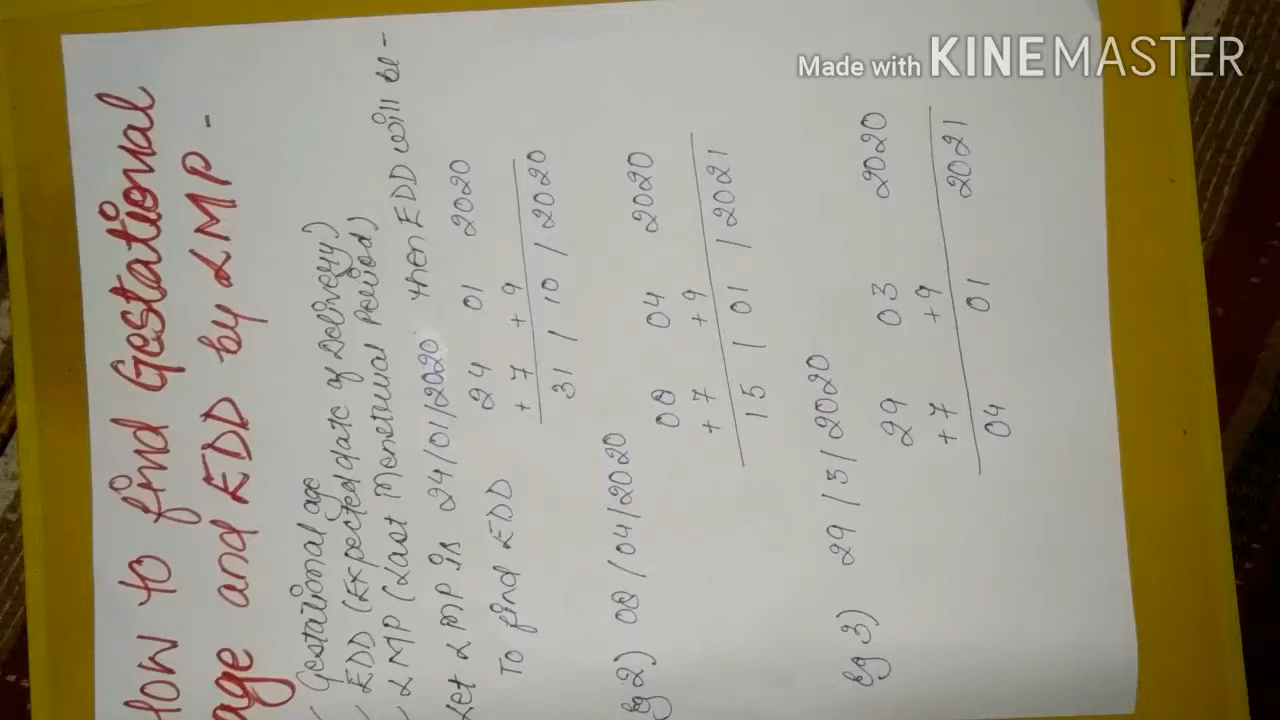 Made with KINEMASTER
How to find Gestational
age and EDD by LMP -
Gestational age
EDD (Expected date of Delivery)
LMP (Last Menstrual Period)
Let LMP is 24/01/2020 then EDD will be -
To find EDD 24 01 2020
+ 7 + 9
31 / 10 / 2020
Eg 2) 08/04/2020
08 04 2020
+ 7 + 9
15 / 01 / 2021
Eg 3) 29/3/2020
29 03 2020
+ 7 + 9
04 01 2021